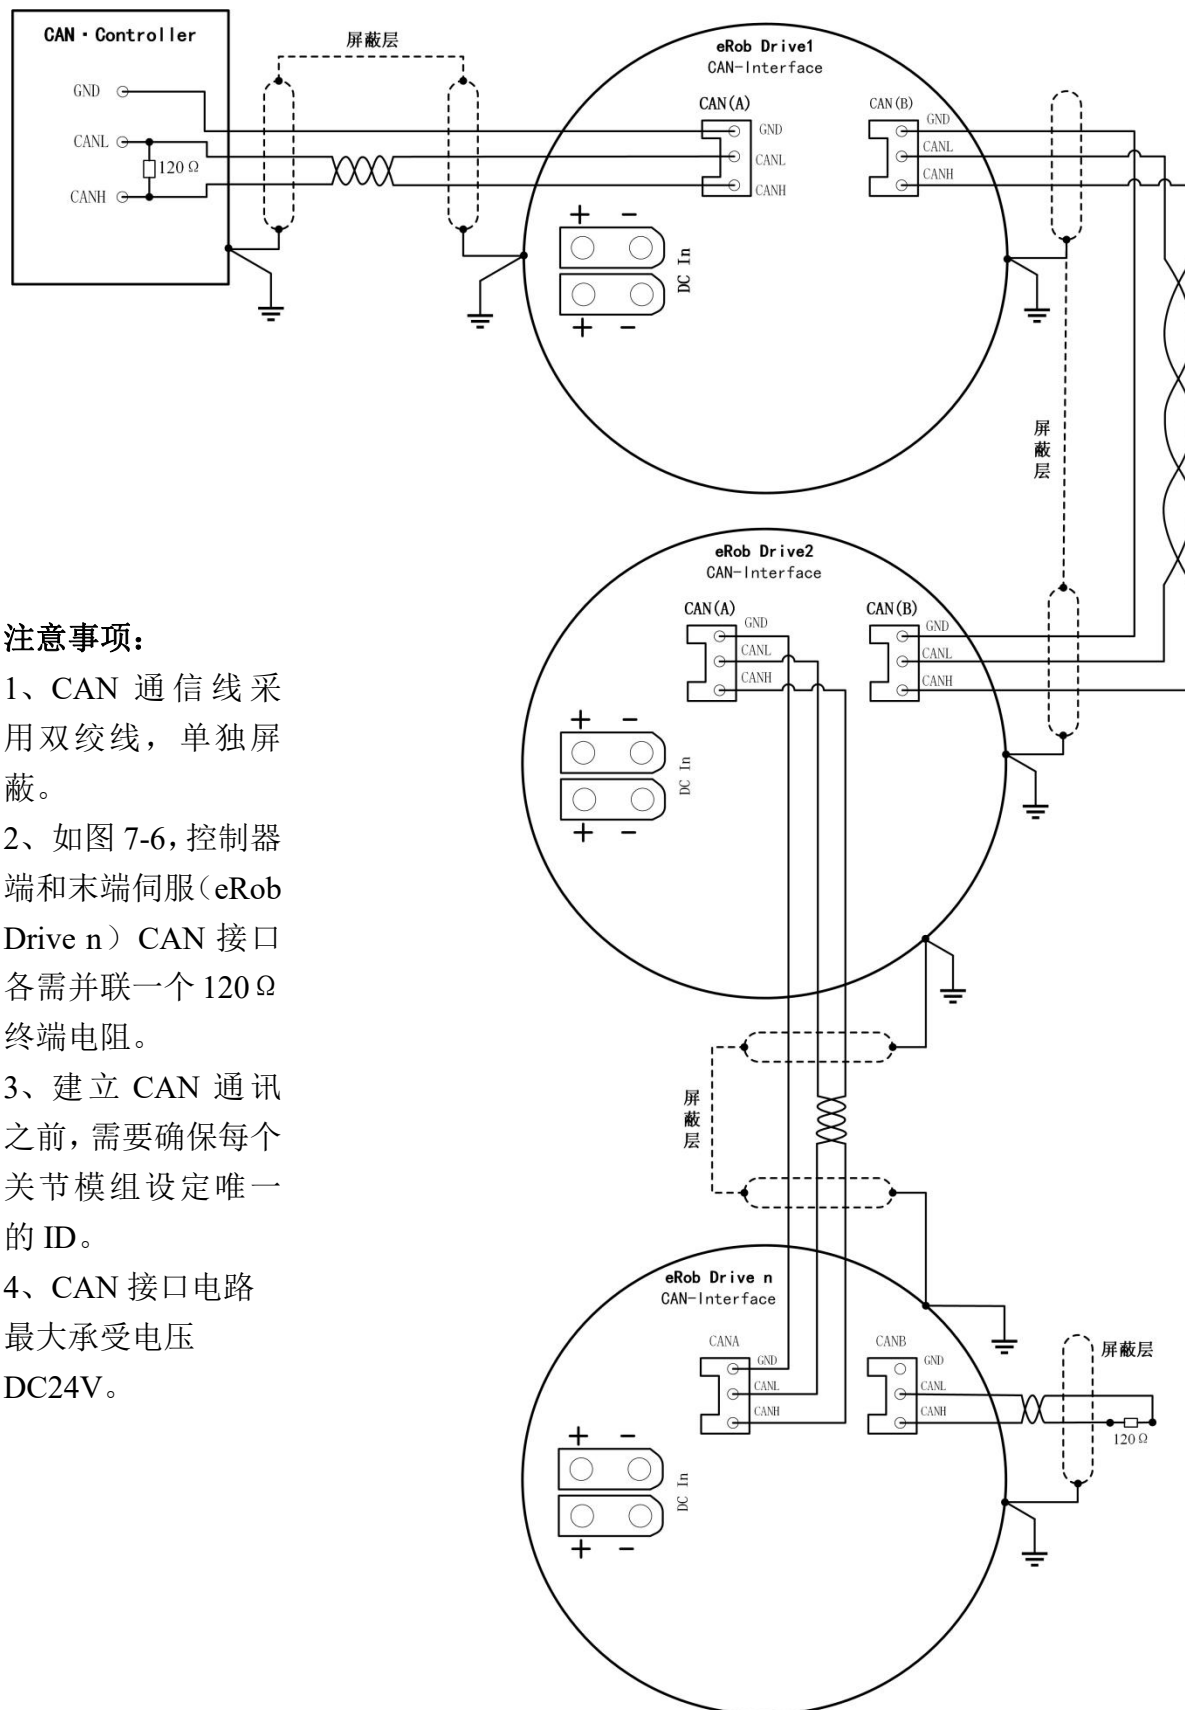 CAN·Controller
GND
CANL
120Ω
CANH
屏蔽层
eRob Drive1
CAN-Interface
CAN(A)
GND
CANL
CANH
CAN(B)
GND
CANL
CANH
+ -
DC In
+ -
屏蔽层
eRob Drive2
CAN-Interface
CAN(A)
GND
CANL
CANH
CAN(B)
GND
CANL
CANH
+ -
DC In
+ -
注意事项：
1、CAN 通信线采
用双绞线，单独屏
蔽。
2、如图 7-6，控制器
端和末端伺服（eRob
Drive n）CAN 接口
各需并联一个 120Ω
终端电阻。
3、建立 CAN 通讯
之前，需要确保每个
关节模组设定唯一
的 ID。
4、CAN 接口电路
最大承受电压
DC24V。
屏蔽层
eRob Drive n
CAN-Interface
CANA
GND
CANL
CANH
CANB
GND
CANL
CANH
屏蔽层
120Ω
+ -
DC In
+ -